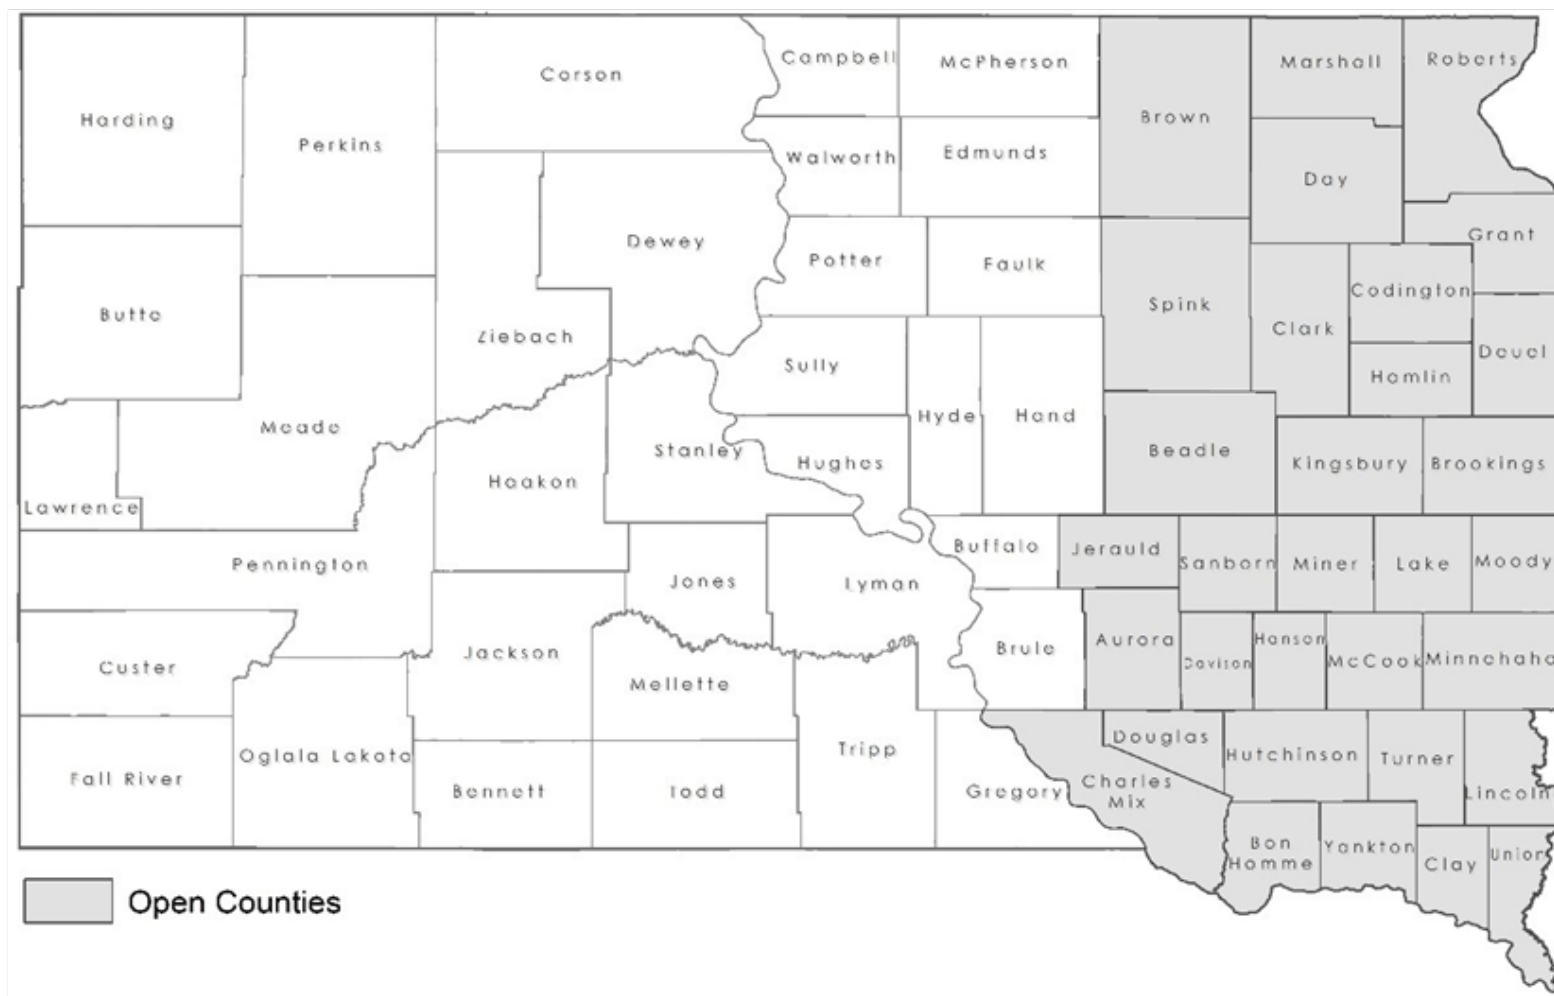 Campbell
McPherson
Marshall
Roberts
Corson
Harding
Perkins
Brown
Walworth
Edmunds
Day
Dewey
Grant
Potter
Faulk
Codington
Butte
Spink
Ziebach
Clark
Deuel
Sully
Hamlin
Hyde
Hand
Meade
Stanley
Beadle
Hughes
Kingsbury
Brookings
Haakon
Lawrence
Buffalo
Jerauld
Pennington
Jones
Lyman
Sanborn
Miner
Lake
Moody
Aurora
Hanson
Custer
Jackson
Brule
Davison
McCook
Minnehaha
Mellette
Oglala Lakota
Tripp
Douglas
Hutchinson
Turner
Fall River
Bennett
Todd
Gregory
Charles
Mix
Lincoln
Bon
Homme
Yankton
Clay
Union
Open Counties